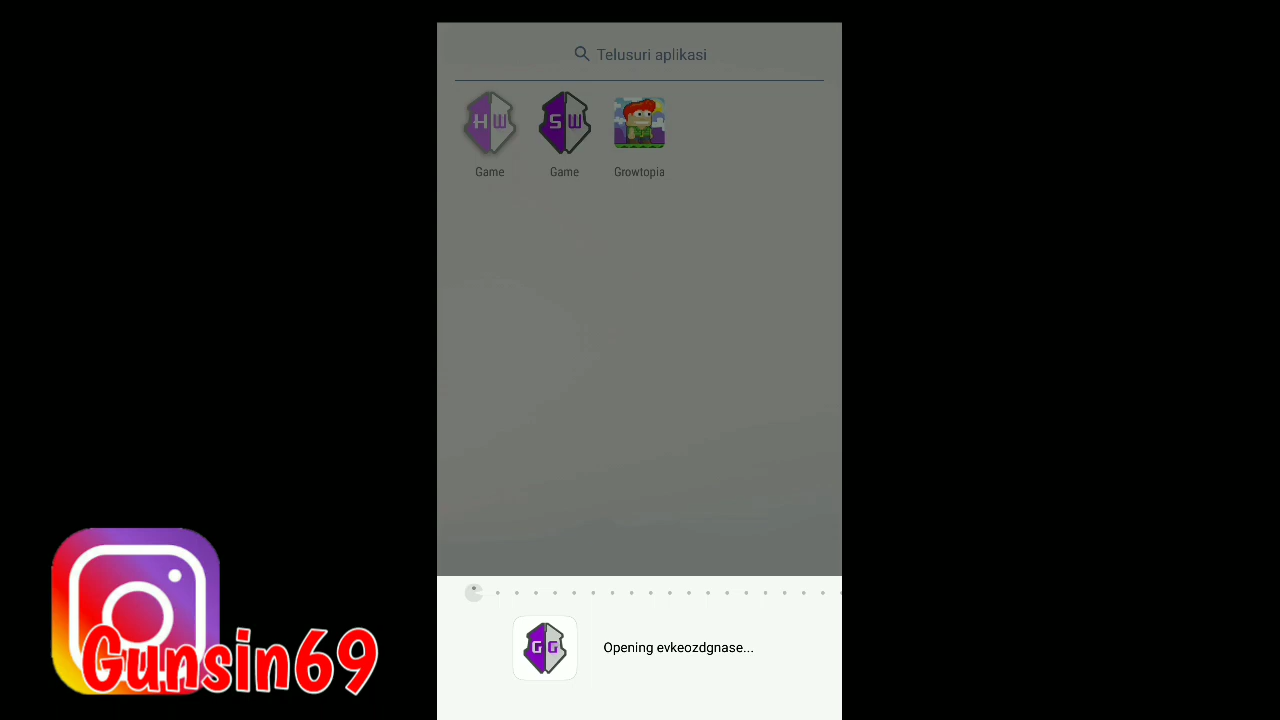 Telusuri aplikasi
HW
SW
Game
Game
Growtopia
GG
Opening evkeozdgnase...
Gunsin69